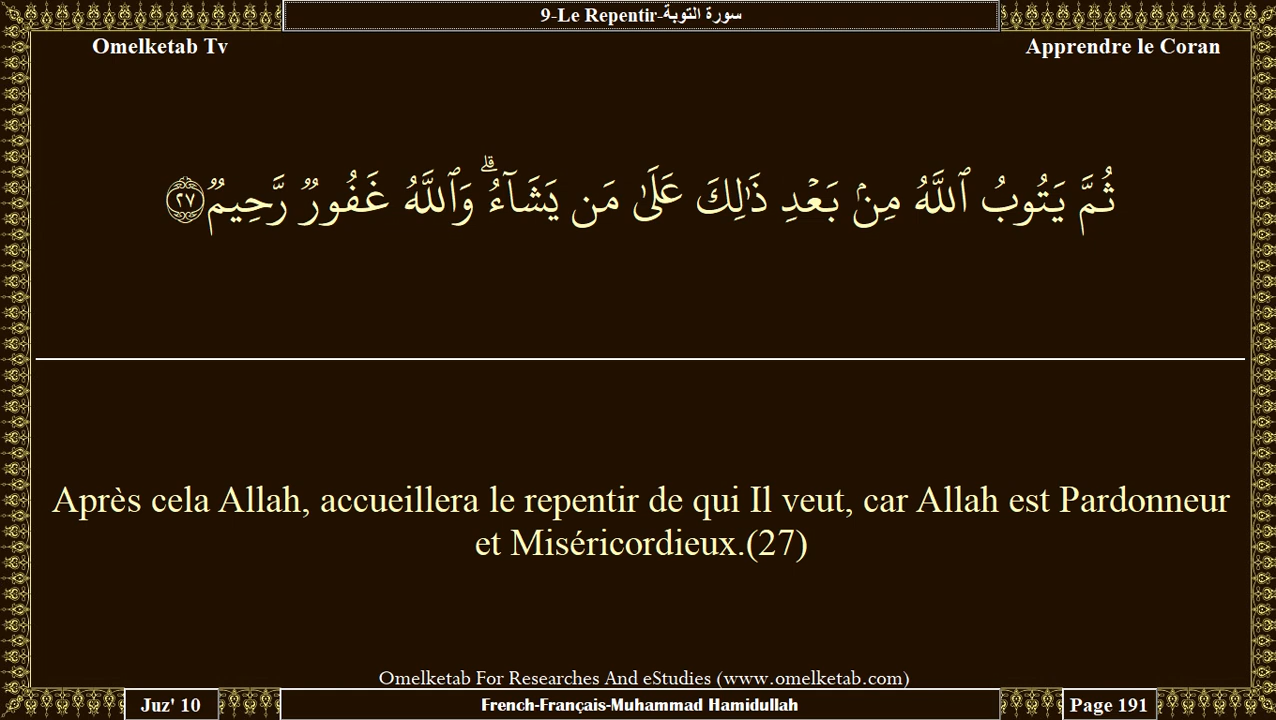 9-Le Repentir-سورة التوبة
Omelketab Tv
Apprendre le Coran
ثُمَّ يَتُوبُ ٱللَّهُ مِنۢ بَعۡدِ ذَٰلِكَ عَلَىٰ مَن يَشَآءُۗ وَٱللَّهُ غَفُورٞ رَّحِيمٞ ٢٧
Après cela Allah, accueillera le repentir de qui Il veut, car Allah est Pardonneur
et Miséricordieux.(27)
Omelketab For Researches And eStudies (www.omelketab.com)
Juz' 10
French-Français-Muhammad Hamidullah
Page 191